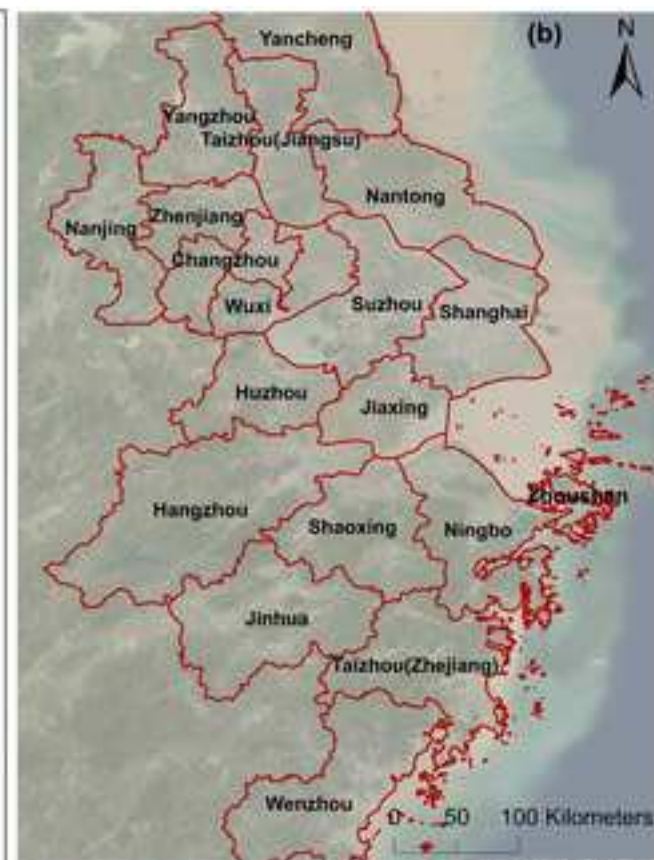 Yancheng
(b)
N
Yangzhou
Taizhou(Jiangsu)
Nantong
Zhenjiang
Nanjing
Changzhou
Wuxi
Suzhou
Shanghai
Huzhou
Jiaxing
Zhoushan
Hangzhou
Shaoxing
Ningbo
Jinhua
Taizhou(Zhejiang)
Wenzhou
0 50 100 Kilometers